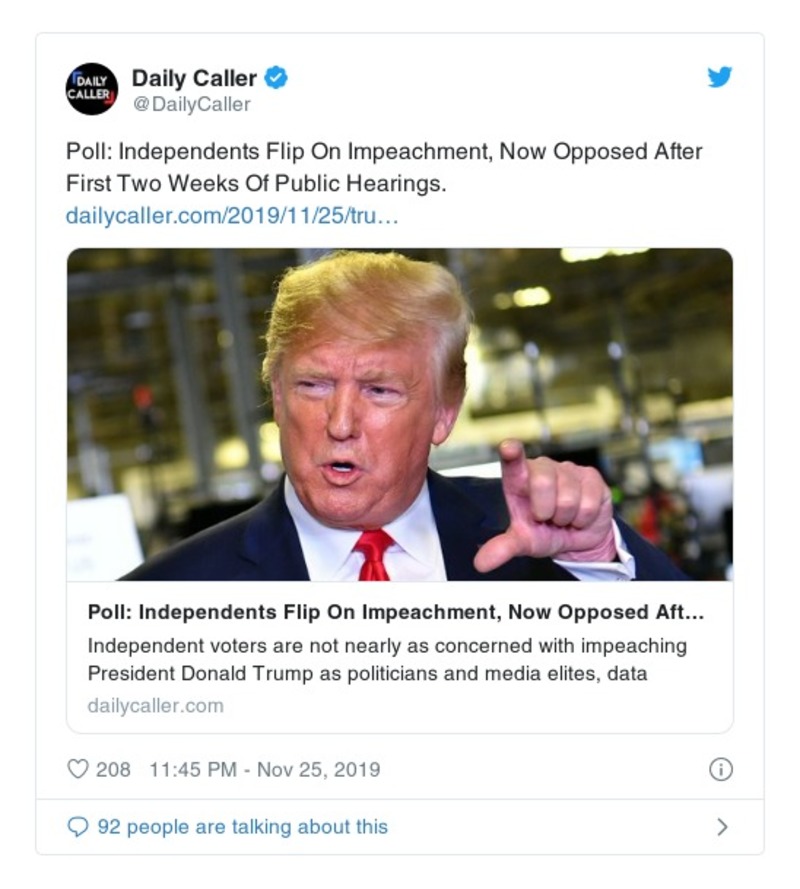 DAILY
CALLER
Daily Caller
@DailyCaller
Poll: Independents Flip On Impeachment, Now Opposed After
First Two Weeks Of Public Hearings.
dailycaller.com/2019/11/25/tru…
Poll: Independents Flip On Impeachment, Now Opposed Aft…
Independent voters are not nearly as concerned with impeaching
President Donald Trump as politicians and media elites, data
dailycaller.com
208 11:45 PM - Nov 25, 2019
92 people are talking about this